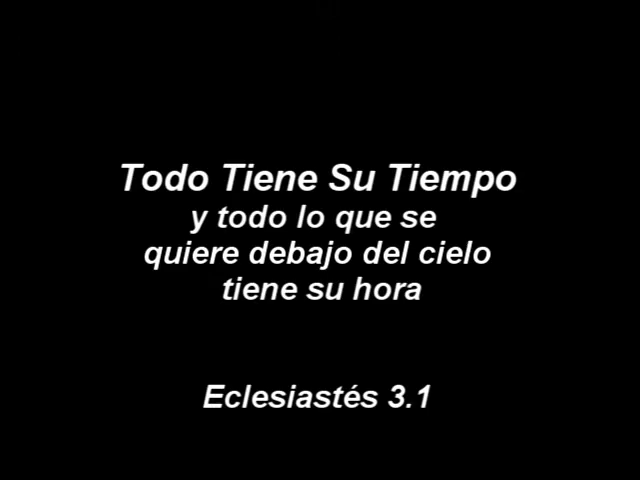 Todo Tiene Su Tiempo
y todo lo que se
quiere debajo del cielo
tiene su hora
Eclesiastés 3.1